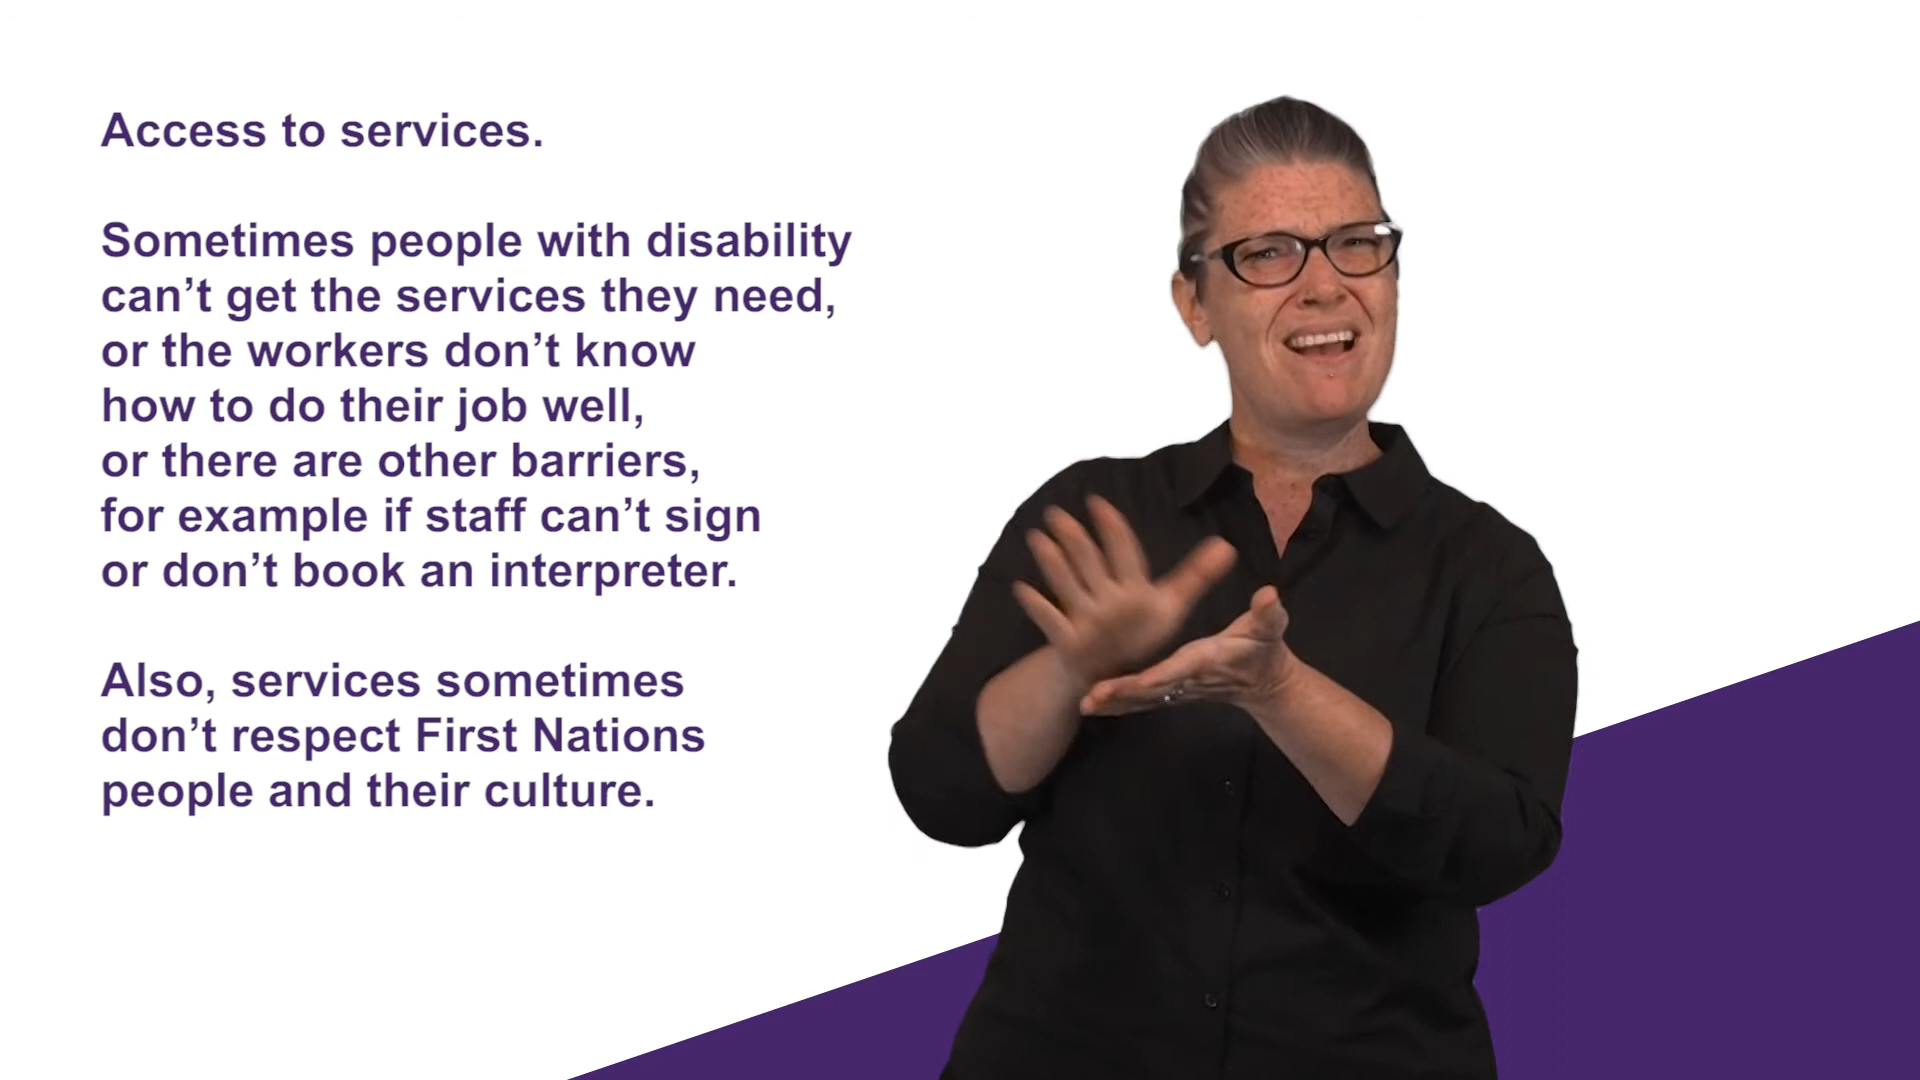 Access to services.
Sometimes people with disability
can’t get the services they need,
or the workers don’t know
how to do their job well,
or there are other barriers,
for example if staff can’t sign
or don’t book an interpreter.
Also, services sometimes
don’t respect First Nations
people and their culture.